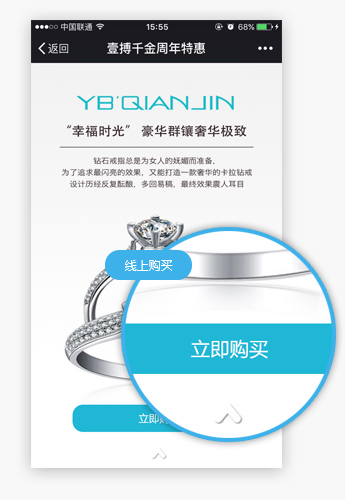 中国联通
15:55
68%
返回
壹搏千金周年特惠
YB'QIANJIN
“幸福时光” 豪华群镶奢华极致
钻石戒指总是为女人的妩媚而准备,
为了追求最闪亮的效果，又能打造一款奢华的卡拉钻戒
设计历经反复酝酿，多回易稿，最终效果震人耳目
线上购买
立即购买
立即